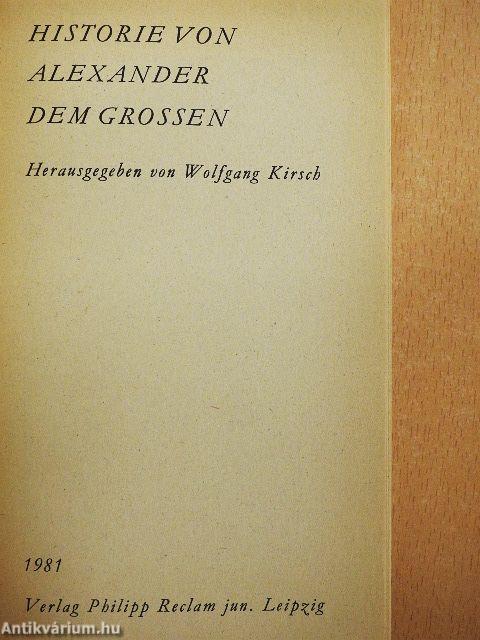 HISTORIE VON
ALEXANDER
DEM GROSSEN
Herausgegeben von Wolfgang Kirsch
1981
Verlag Philipp Reclam jun. Leipzig
Antikvárium.hu